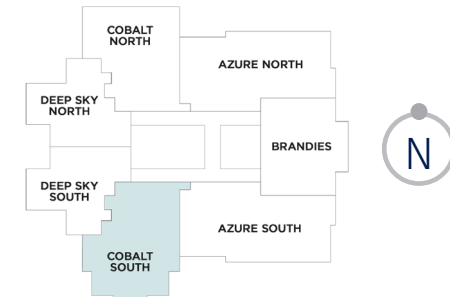 COBALT
NORTH
AZURE NORTH
DEEP SKY
NORTH
BRANDIES
N
DEEP SKY
SOUTH
AZURE SOUTH
COBALT
SOUTH